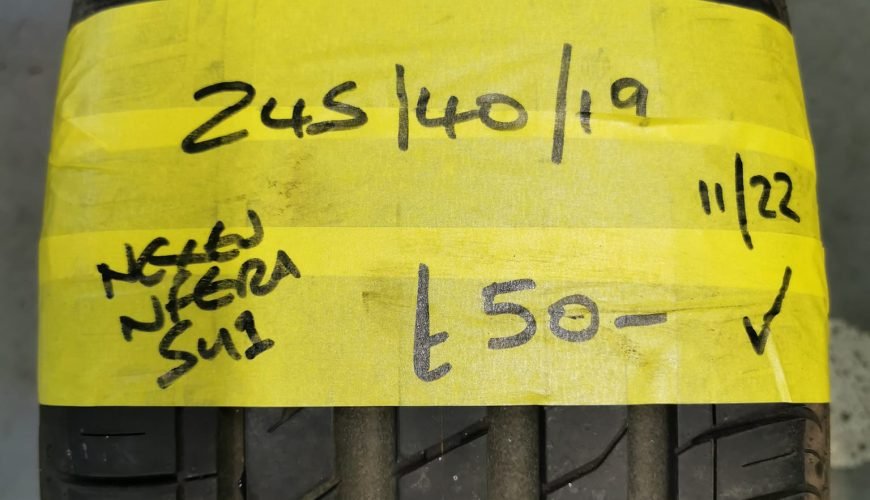 245/40/19
11/22
NEXEN
NFERA
SU1
£50-